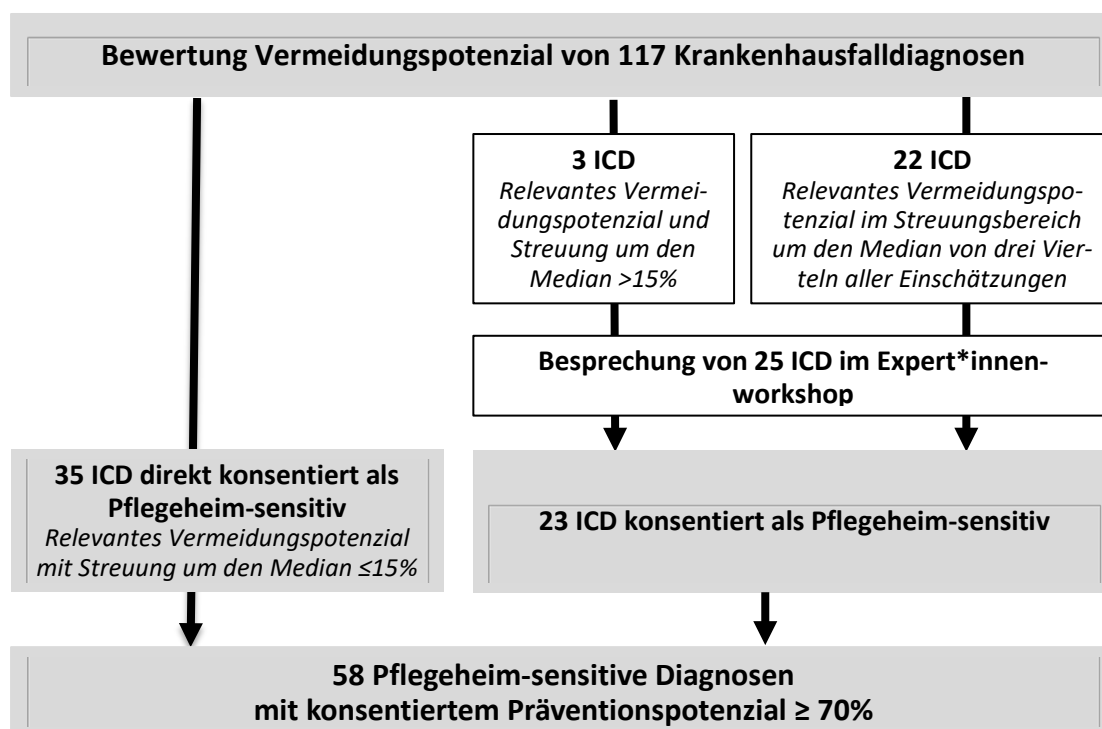 Bewertung Vermeidungspotenzial von 117 Krankenhausfalldiagnosen
3 ICD
Relevantes Vermei-
dungspotenzial und
Streuung um den
Median >15%
22 ICD
Relevantes Vermeidungspo-
tenzial im Streuungsbereich
um den Median von drei Vier-
teln aller Einschätzungen
Besprechung von 25 ICD im Expert*innen-
workshop
35 ICD direkt konsentiert als
Pflegeheim-sensitiv
Relevantes Vermeidungspotenzial
mit Streuung um den Median ≤15%
23 ICD konsentiert als Pflegeheim-sensitiv
58 Pflegeheim-sensitive Diagnosen
mit konsentiertem Präventionspotenzial ≥ 70%